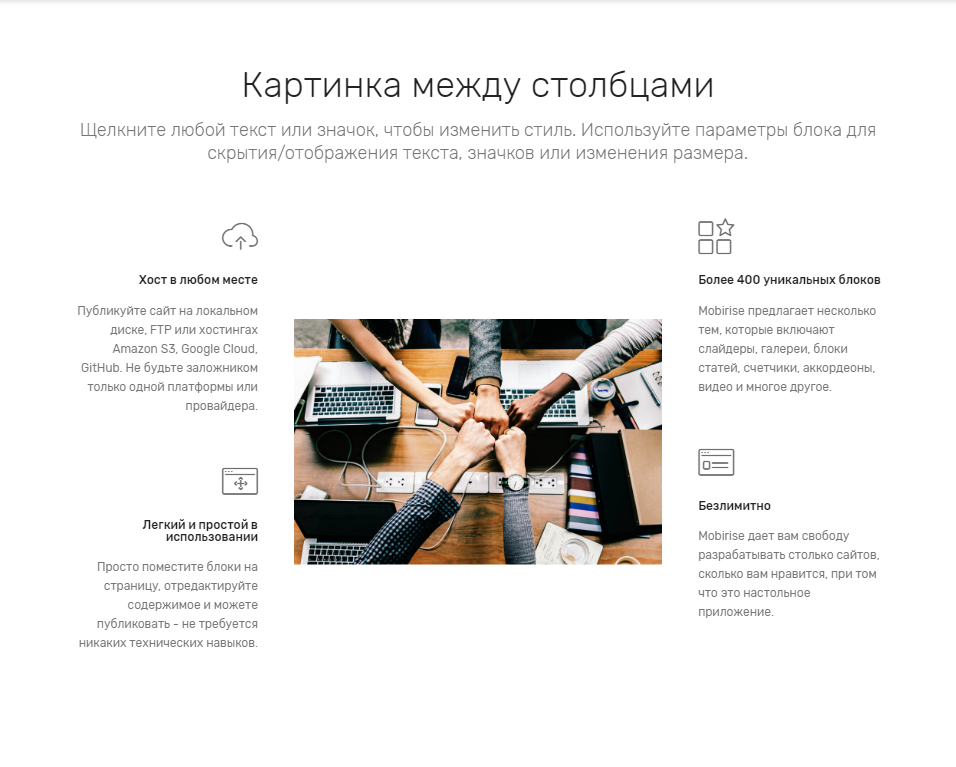 Картинка между столбцами
Щелкните любой текст или значок, чтобы изменить стиль. Используйте параметры блока для
скрытия/отображения текста, значков или изменения размера.
Хост в любом месте
Публикуйте сайт на локальном
диске, FTP или хостингах
Amazon S3, Google Cloud,
GitHub. Не будьте заложником
только одной платформы или
провайдера.
Легкий и простой в
использовании
Просто поместите блоки на
страницу, отредактируйте
содержимое и можете
публиковать - не требуется
никаких технических навыков.
Более 400 уникальных блоков
Mobirise предлагает несколько
тем, которые включают
слайдеры, галереи, блоки
статей, счетчики, аккордеоны,
видео и многое другое.
Безлимитно
Mobirise дает вам свободу
разрабатывать столько сайтов,
сколько вам нравится, при том
что это настольное
приложение.